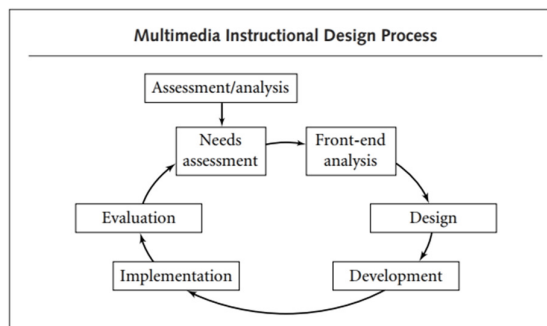 Multimedia Instructional Design Process
Assessment/analysis
Needs
assessment
Front-end
analysis
Evaluation
Design
Implementation
Development